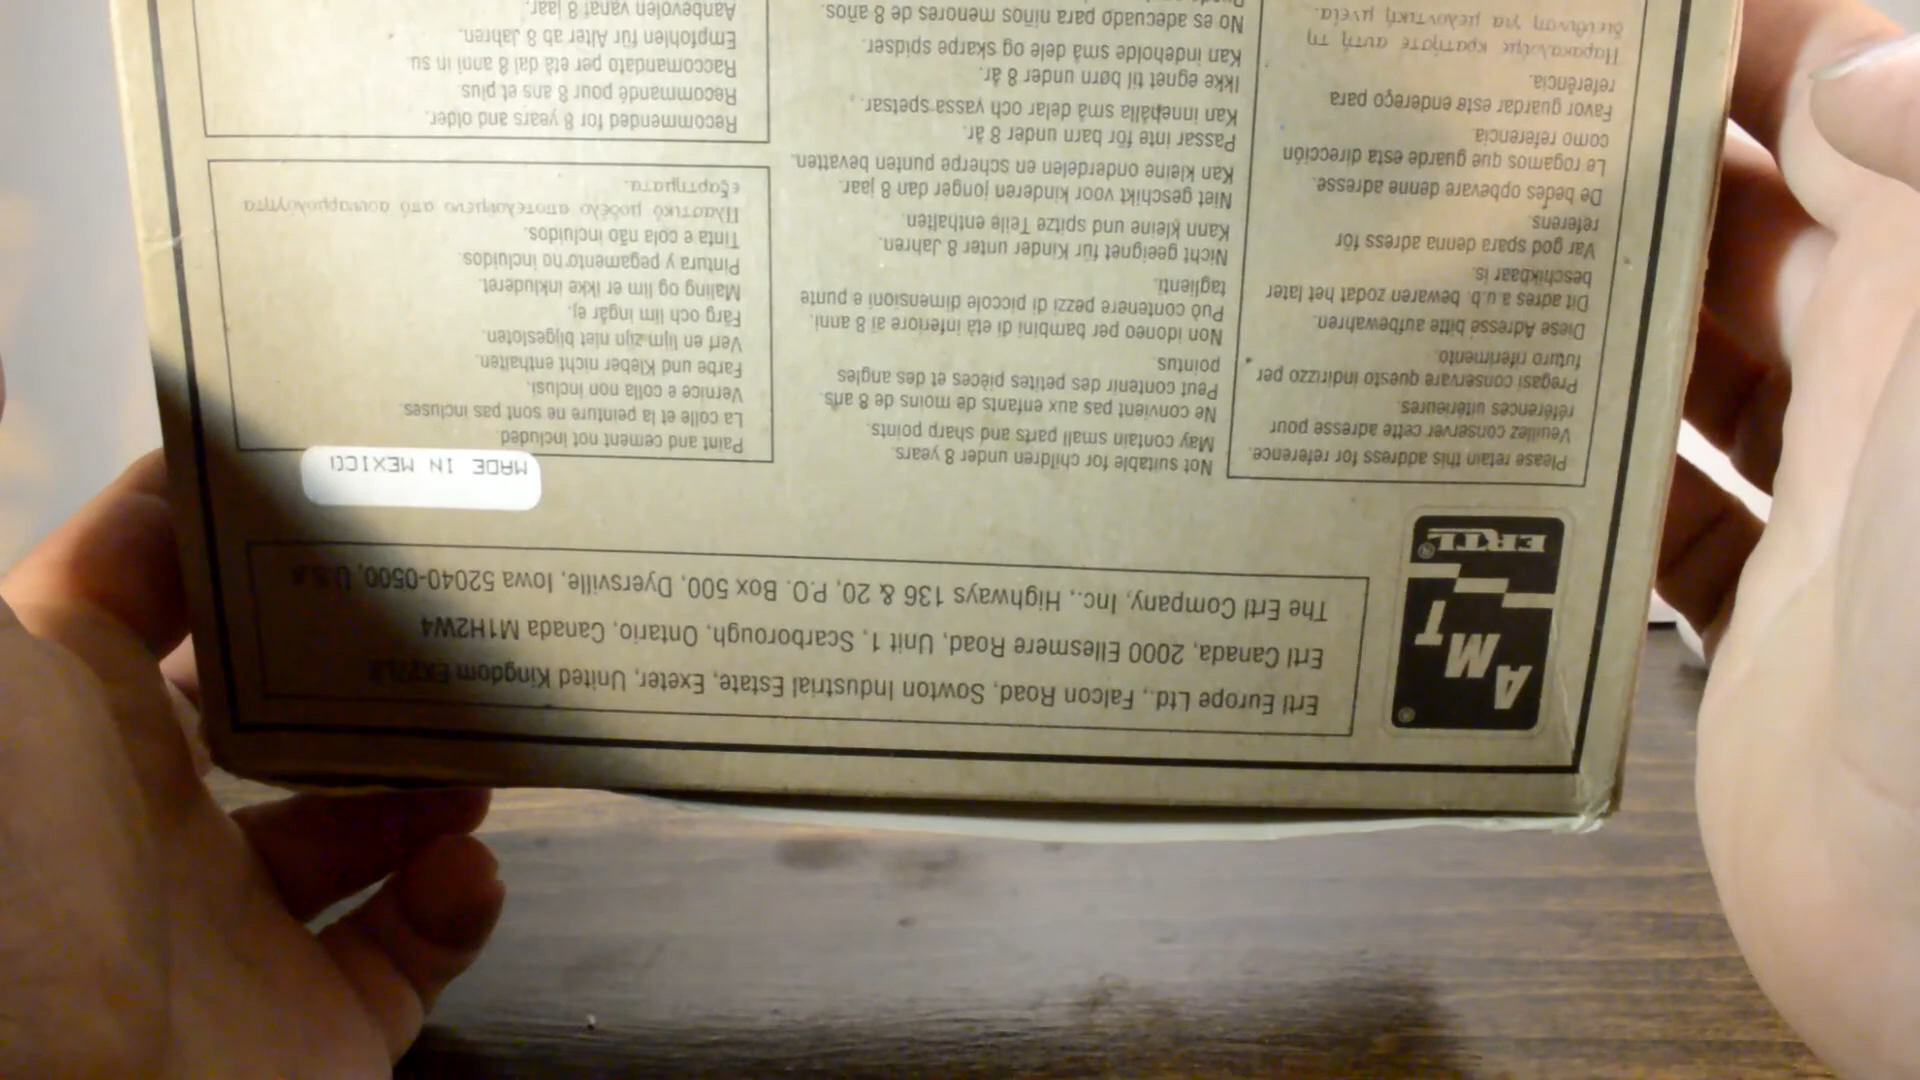 AMT
ERTL
Ertl Europe Ltd., Falcon Road, Sowton Industrial Estate, Exeter, United Kingdom
Ertl Canada, 2000 Ellesmere Road, Unit 1, Scarborough, Ontario, Canada M1H2W4
The Ertl Company, Inc., Highways 136 & 20, P.O. Box 500, Dyersville, Iowa 52040-0500, U.S.A
Please retain this address for reference.
Veuillez conserver cette adresse pour
références ultérieures.
Pregasi conservare questo indirizzo per
futuro riferimento.
Diese Adresse bitte aufbewahren.
Dit adres a.u.b. bewaren zodat het later
beschikbaar is.
Var god spara denna adress för
referens.
De bedes opbevare denne adresse.
Le rogamos que guarde esta dirección
como referencia.
Favor guardar este endereço para
referência.
Παρακαλούμε κρατήστε αυτή τη
διεύθυνση για μελοντική μνεία.
Not suitable for children under 8 years.
May contain small parts and sharp points.
Ne convient pas aux enfants de moins de 8 ans.
Peut contenir des petites pièces et des angles
pointus.
Non idoneo per bambini di età inferiore ai 8 anni.
Può contenere pezzi di piccole dimensioni e punte
taglienti.
Nicht geeignet für Kinder unter 8 Jahren.
Kann kleine und spitze Teile enthalten.
Niet geschikt voor kinderen jonger dan 8 jaar.
Kan kleine onderdelen en scherpe punten bevatten.
Passar inte för barn under 8 år.
Kan innehålla små delar och vassa spetsar.
Ikke egnet til børn under 8 år.
Kan indeholde små dele og skarpe spidser.
No es adecuado para niños menores de 8 años.
MADE IN MEXICO
Paint and cement not included.
La colle et la peinture ne sont pas incluses.
Vernice e colla non inclusi.
Farbe und Kleber nicht enthalten.
Verf en lijm zijn niet bijgesloten.
Färg och lim ingår ej.
Maling og lim er ikke inkluderet.
Pintura y pegamento no incluidos.
Tinta e cola não incluídos.
Πλαστικό μοδέλο αποτελούμενο από συναρμολόγητα
εξαρτήματα.
Recommended for 8 years and older.
Recommandé pour 8 ans et plus.
Raccomandato per età dai 8 anni in su.
Empfohlen für Alter ab 8 Jahren.
Aanbevolen vanaf 8 jaar.